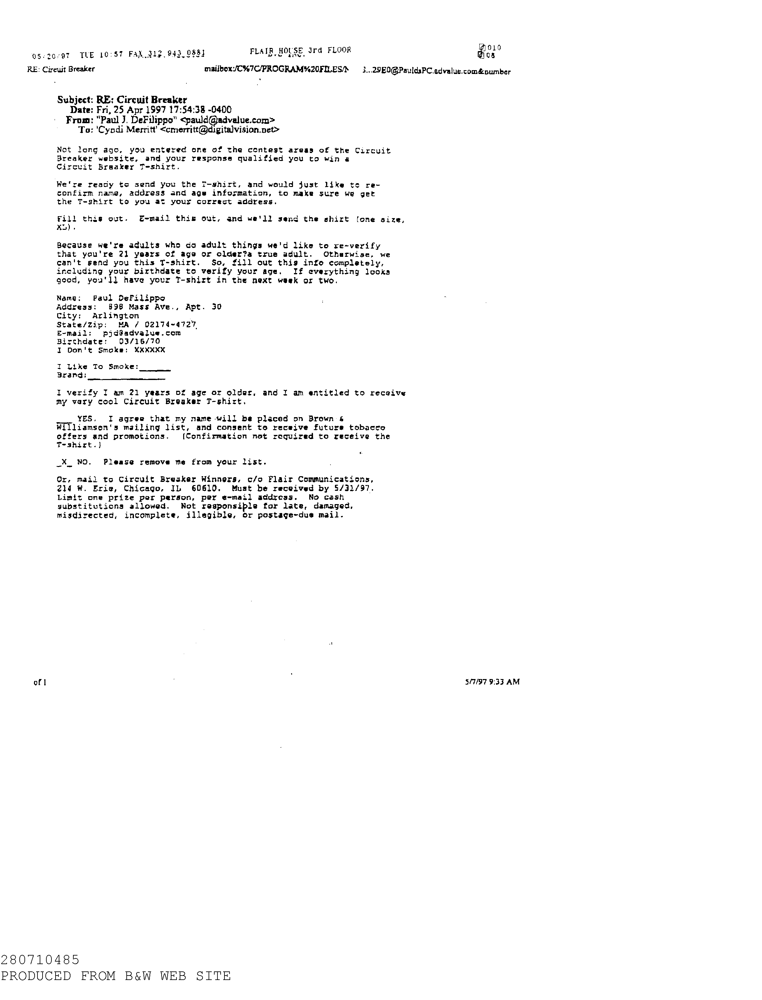 05/20/97 TUE 10:57 FAX 312 943 0881 FLAIR HOUSE 3rd FLOOR 010
08
RE: Circuit Breaker mailbox:/C%7C/PROGRAM%20FILES/N J...29E0@PauldsPC.advalue.com&number
Subject: RE: Circuit Breaker
Date: Fri, 25 Apr 1997 17:54:38 -0400
From: "Paul J. DeFilippo" <pauld@advalue.com>
To: 'Cyndi Merritt' <cmerritt@digitalvision.net>
Not long ago, you entered one of the contest areas of the Circuit
Breaker website, and your response qualified you to win a
Circuit Breaker T-shirt.
We're ready to send you the T-shirt, and would just like to re-
confirm name, address and age information, to make sure we get
the T-shirt to you at your correct address.
Fill this out. E-mail this out, and we'll send the shirt (one size,
XL).
Because we're adults who do adult things we'd like to re-verify
that you're 21 years of age or older?a true adult. Otherwise, we
can't send you this T-shirt. So, fill out this info completely,
including your birthdate to verify your age. If everything looks
good, you'll have your T-shirt in the next week or two.
Name: Paul DeFilippo
Address: 898 Mass Ave., Apt. 30
City: Arlington
State/Zip: MA / 02174-4727
E-mail: pjd@advalue.com
Birthdate: 03/16/70
I Don't Smoke: XXXXXX
I Like To Smoke:______
Brand:_______________
I verify I am 21 years of age or older, and I am entitled to receive
my very cool Circuit Breaker T-shirt.
___ YES. I agree that my name will be placed on Brown &
Williamson's mailing list, and consent to receive future tobacco
offers and promotions. (Confirmation not required to receive the
T-shirt.)
_X_ NO. Please remove me from your list.
Or, mail to Circuit Breaker Winners, c/o Flair Communications,
214 W. Erie, Chicago, IL 60610. Must be received by 5/31/97.
Limit one prize per person, per e-mail address. No cash
substitutions allowed. Not responsible for late, damaged,
misdirected, incomplete, illegible, or postage-due mail.
of 1 5/7/97 9:33 AM
280710485
PRODUCED FROM B&W WEB SITE